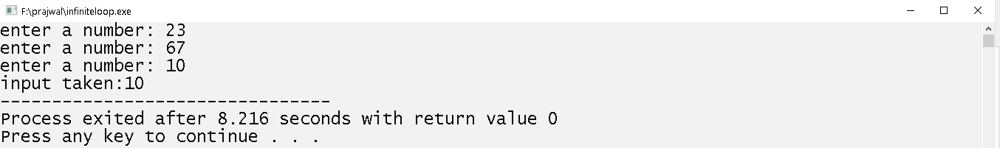 F:\prajwal\infiniteloop.exe
enter a number: 23
enter a number: 67
enter a number: 10
input taken:10
--------------------------------
Process exited after 8.216 seconds with return value 0
Press any key to continue . . .